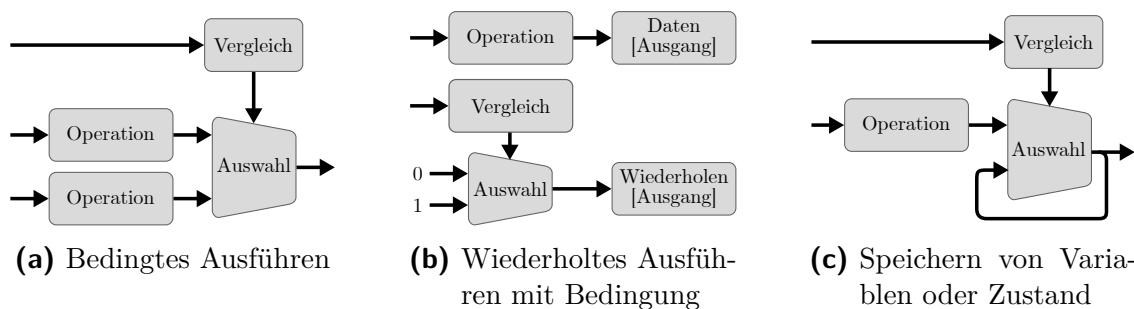 Vergleich
Operation
Auswahl
Operation
(a) Bedingtes Ausführen
Operation
Daten
[Ausgang]
Vergleich
0
Auswahl
1
Wiederholen
[Ausgang]
(b) Wiederholtes Ausfüh-
ren mit Bedingung
Vergleich
Operation
Auswahl
(c) Speichern von Varia-
blen oder Zustand